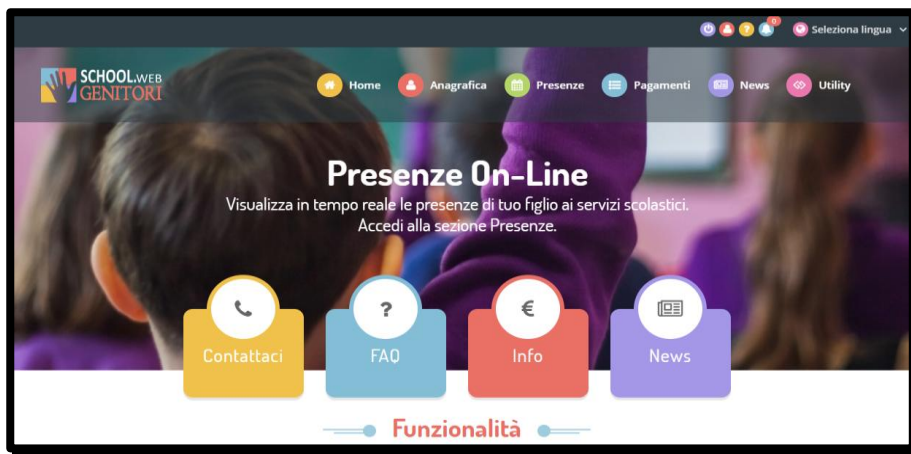 0
Seleziona lingua
SCHOOL.WEB
GENITORI
Home
Anagrafica
Presenze
Pagamenti
News
Utility
Presenze On-Line
Visualizza in tempo reale le presenze di tuo figlio ai servizi scolastici.
Accedi alla sezione Presenze.
?
€
Contattaci
FAQ
Info
News
Funzionalità